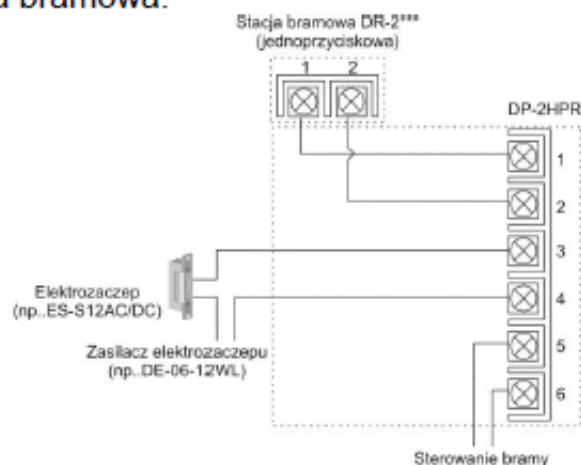 a bramowa.
Stacja bramowa DR-2***
(jednoprzyciskowa)
1 2
DP-2HPR
1
2
3
4
5
6
Elektrozaczep
(np..ES-S12AC/DC)
Zasilacz elektrozaczepu
(np..DE-06-12WL)
Sterowanie bramy